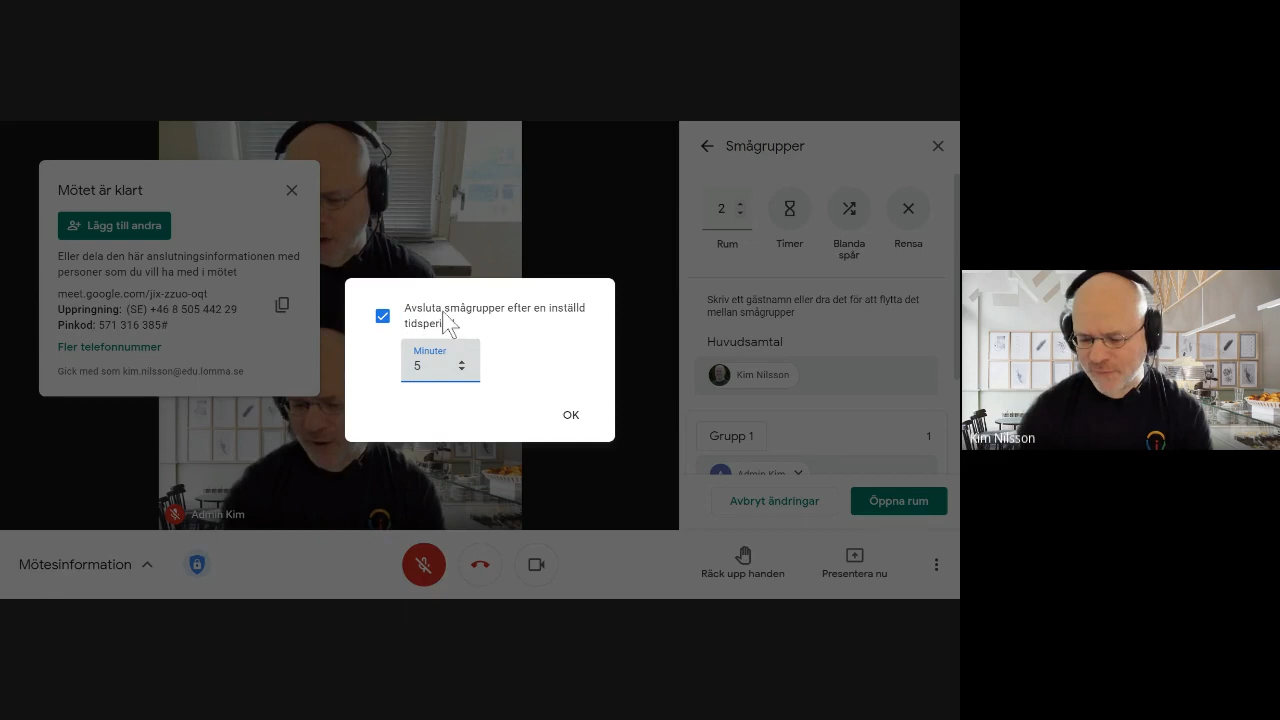 Mötet är klart
Lägg till andra
Eller dela den här anslutningsinformationen med
personer som du vill ha med i mötet
meet.google.com/jix-zzuo-oqt
Uppringning: (SE) +46 8 505 442 29
Pinkod: 571 316 385#
Fler telefonnummer
Gick med som kim.nilsson@edu.lomma.se
Admin Kim
Avsluta smågrupper efter en inställd
Minuter
5
OK
Smågrupper
2
Rum
Timer
Blanda
spår
Rensa
Skriv ett gästnamn eller dra det för att flytta det
mellan smågrupper
Huvudsamtal
Kim Nilsson
Grupp 1
1
Admin Kim
Avbryt ändringar
Öppna rum
Mötesinformation
Räck upp handen
Presentera nu
Kim Nilsson